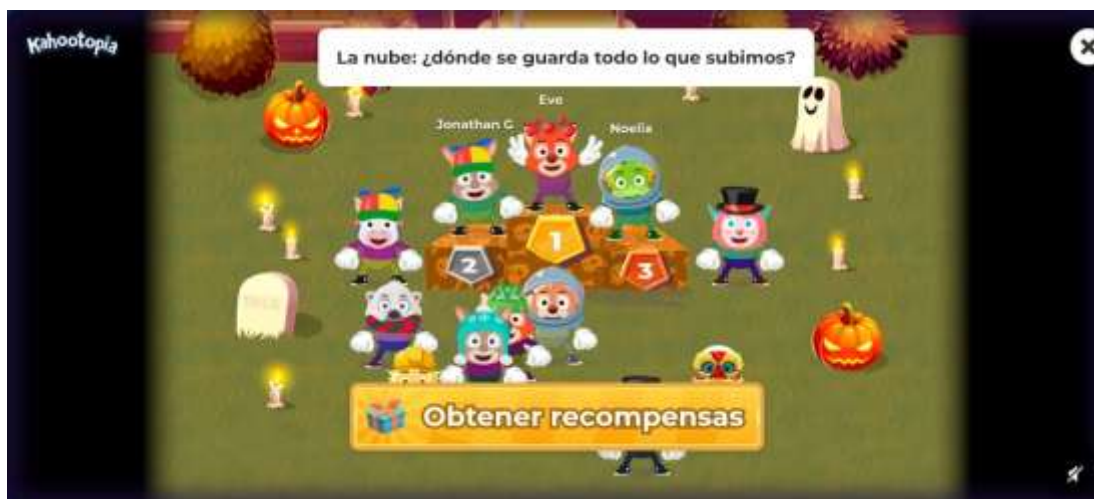 Kahootopia
La nube: ¿dónde se guarda todo lo que subimos?
Eve
Jonathan G
Noelia
1
2
3
Obtener recompensas